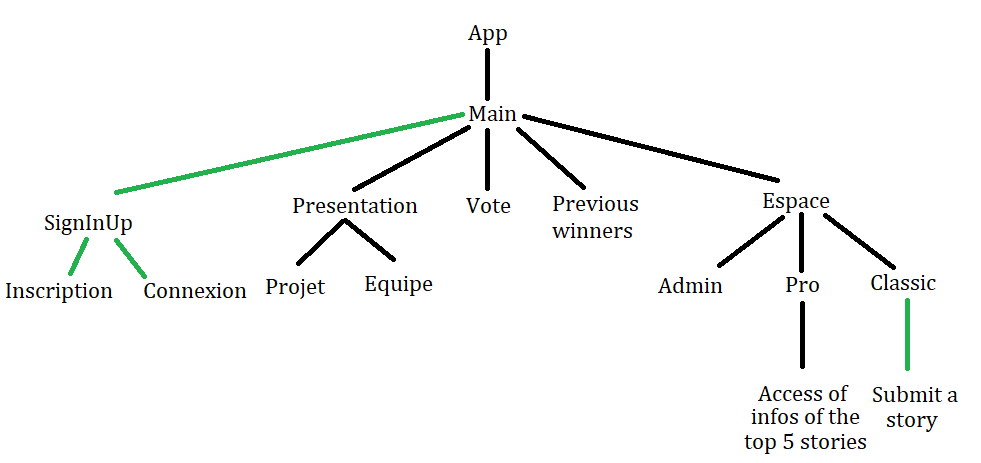 App
Main
SignInUp
Presentation
Vote
Previous
winners
Espace
Inscription
Connexion
Projet
Equipe
Admin
Pro
Classic
Access of
infos of the
top 5 stories
Submit a
story